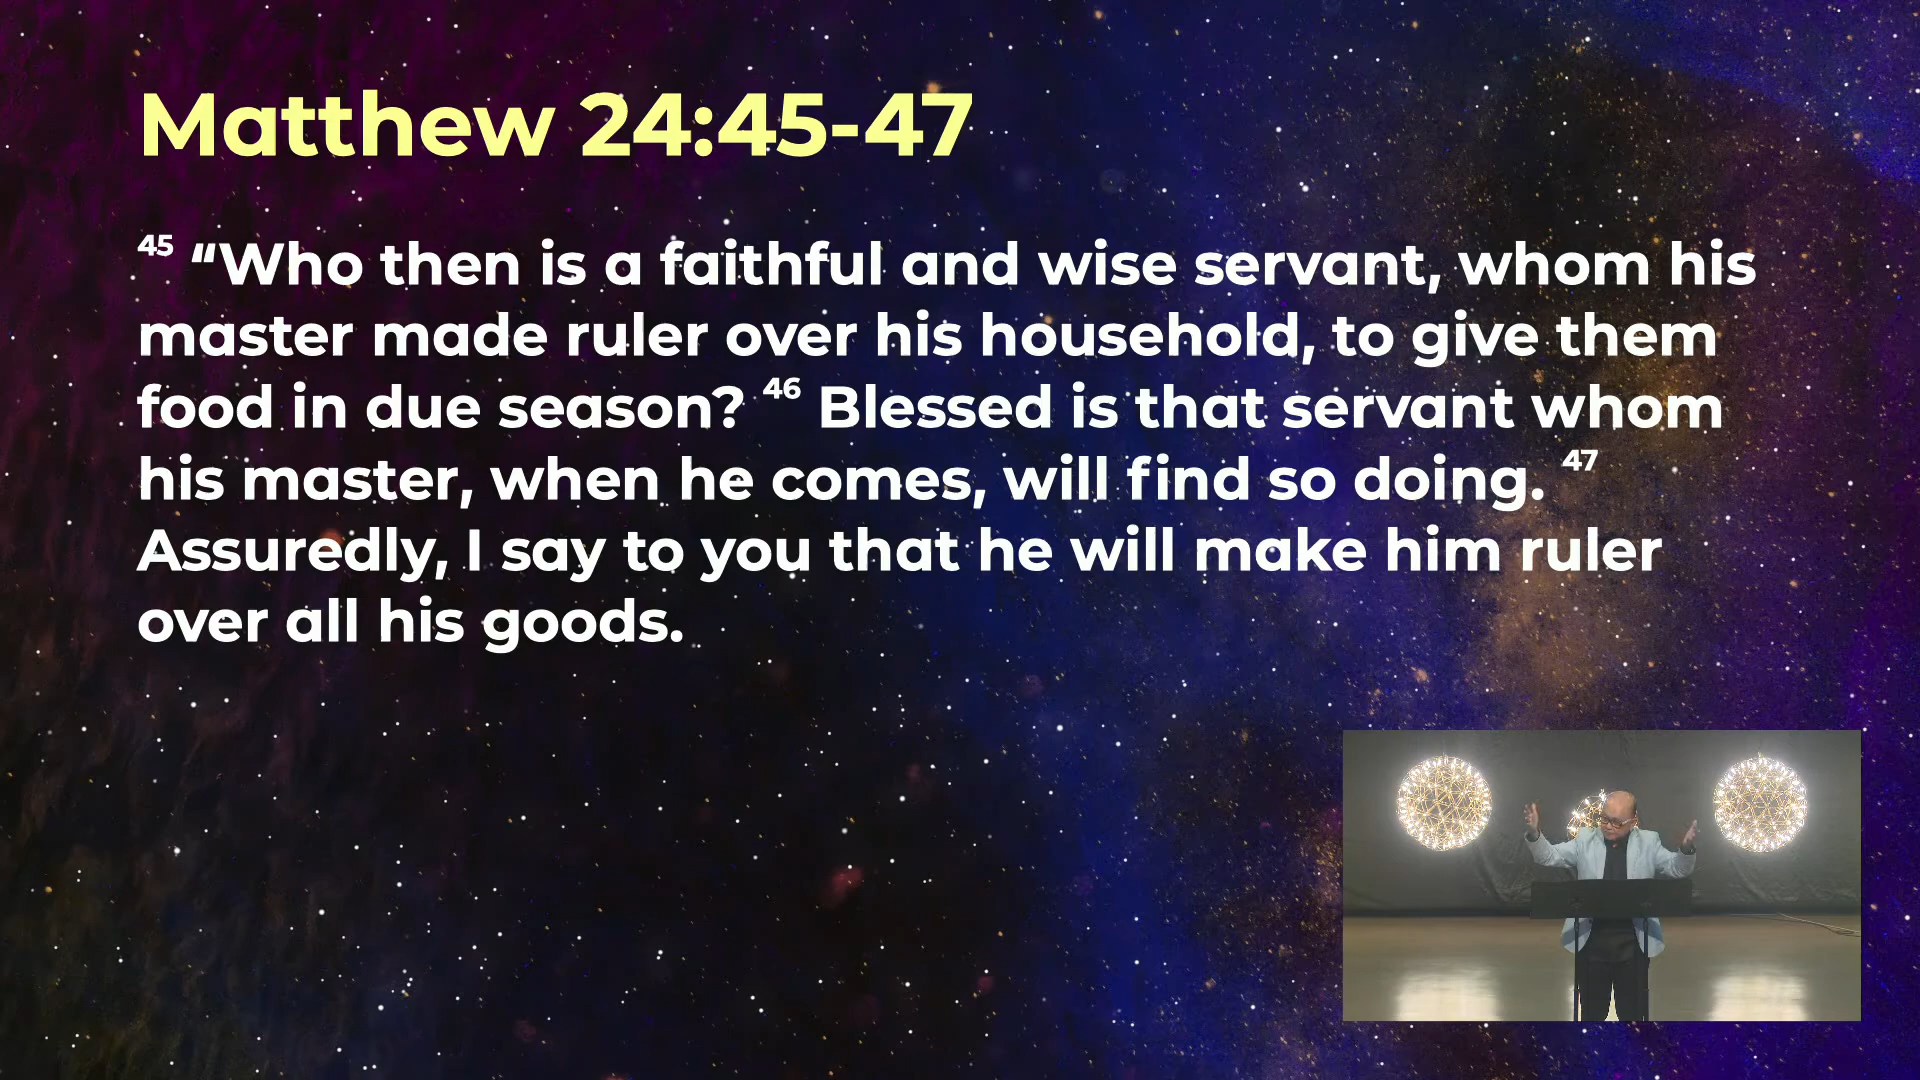 Matthew 24:45-47
45 “Who then is a faithful and wise servant, whom his
master made ruler over his household, to give them
food in due season? 46 Blessed is that servant whom
his master, when he comes, will find so doing. 47
Assuredly, I say to you that he will make him ruler
over all his goods.